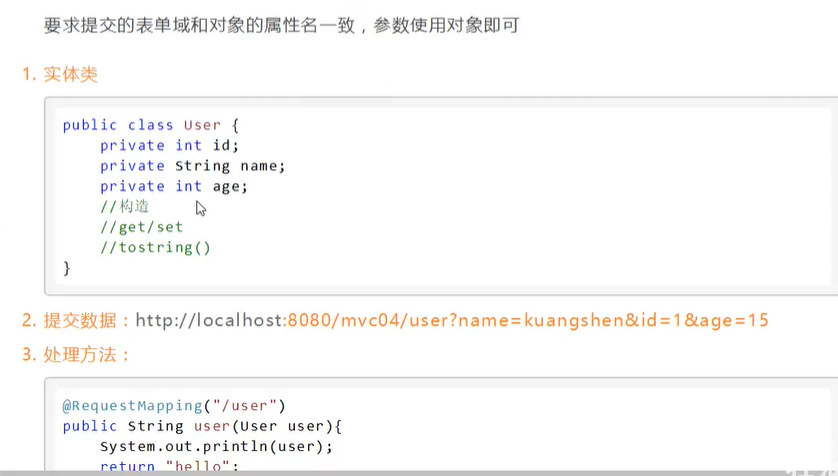 要求提交的表单域和对象的属性名一致，参数使用对象即可
1. 实体类
public class User {
    private int id;
    private String name;
    private int age;
    //构造
    //get/set
    //tostring()
}
2. 提交数据：http://localhost:8080/mvc04/user?name=kuangshen&id=1&age=15
3. 处理方法：
@RequestMapping("/user")
public String user(User user){
    System.out.println(user);
    return "hello";